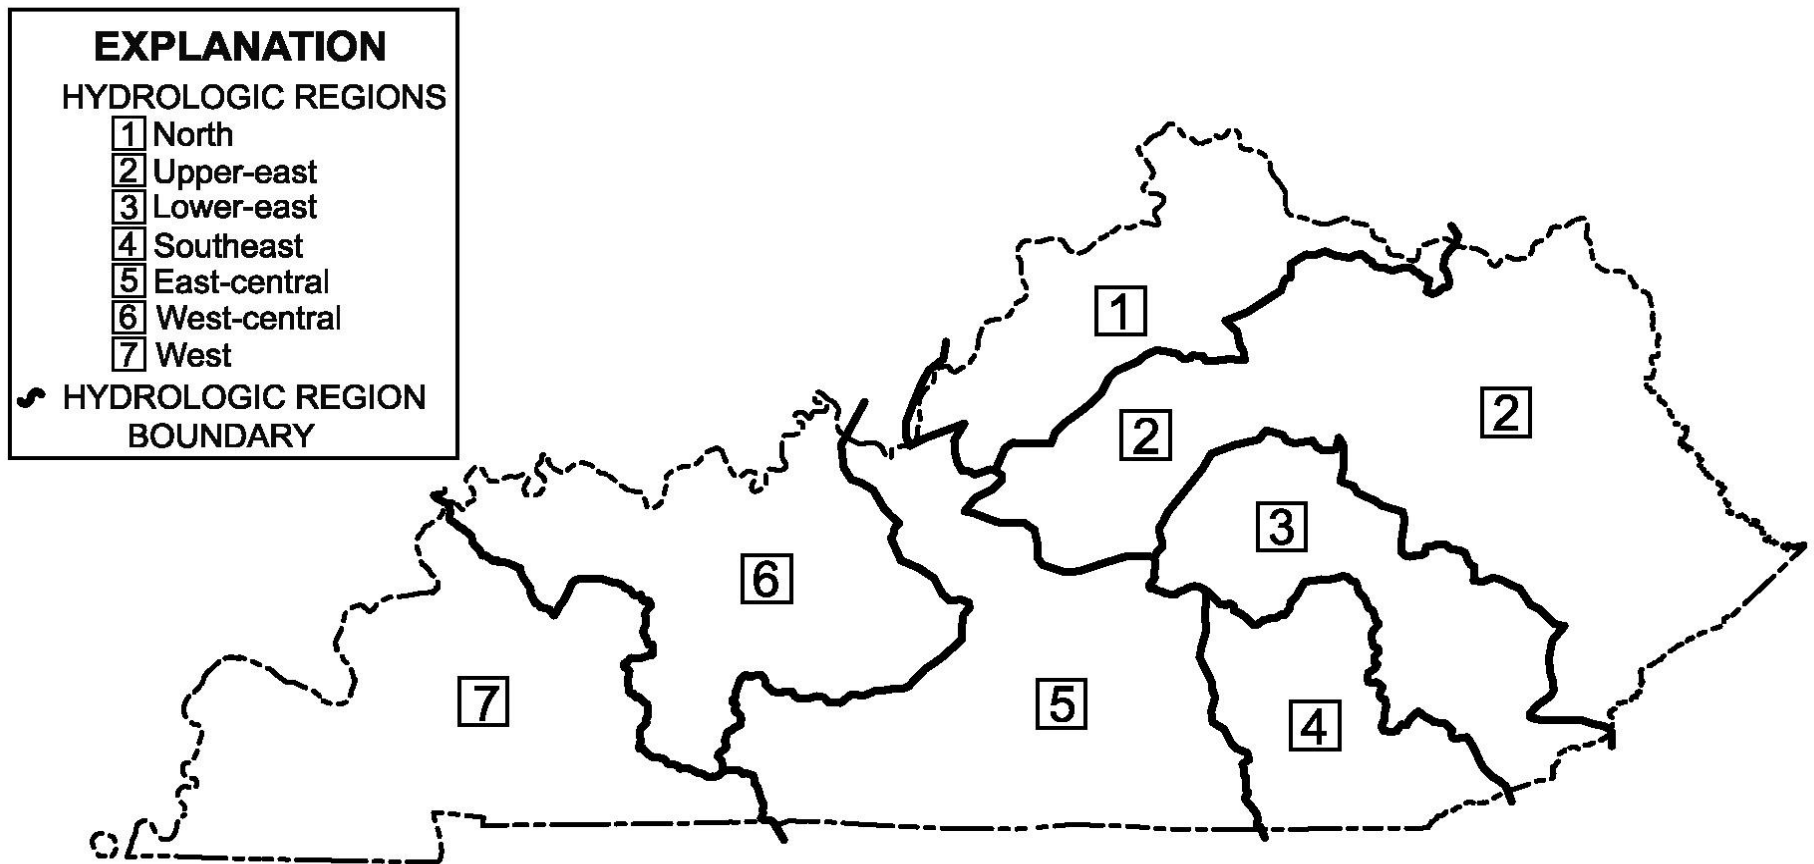 EXPLANATION
HYDROLOGIC REGIONS
1 North
2 Upper-east
3 Lower-east
4 Southeast
5 East-central
6 West-central
7 West
HYDROLOGIC REGION
BOUNDARY
1
2
2
3
6
7
5
4